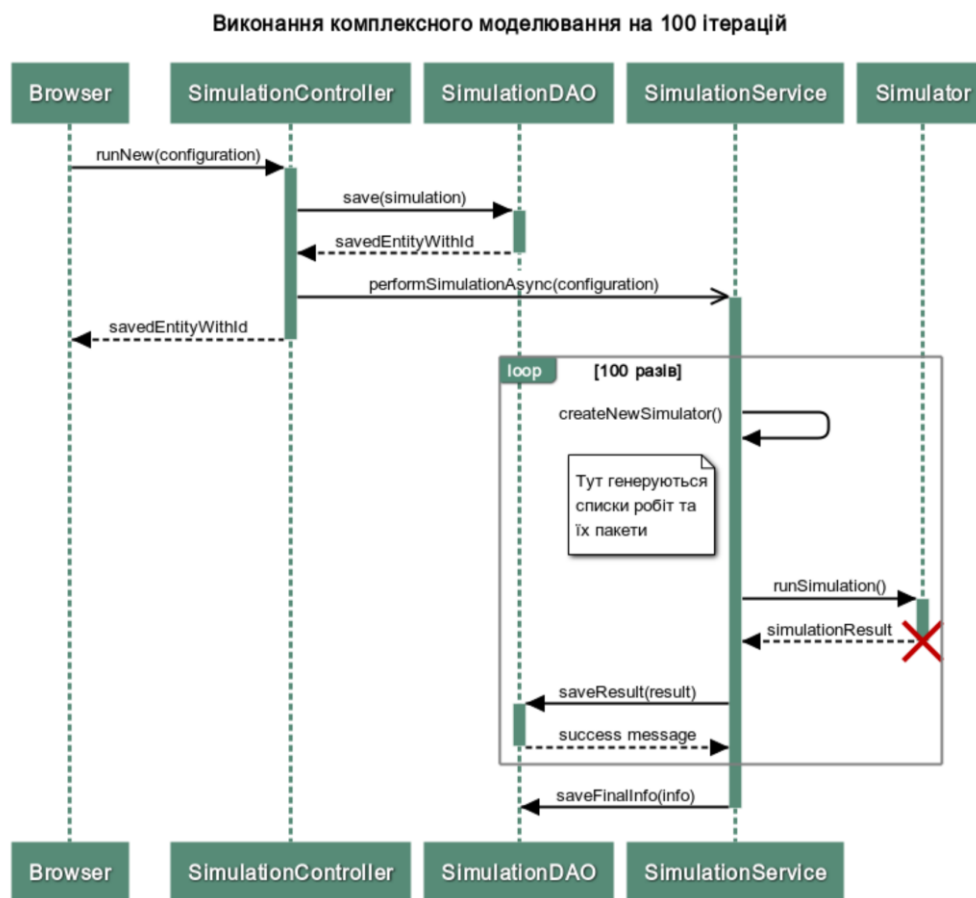 Виконання комплексного моделювання на 100 ітерацій
Browser
SimulationController
SimulationDAO
SimulationService
Simulator
runNew(configuration)
save(simulation)
savedEntityWithId
performSimulationAsync(configuration)
savedEntityWithId
loop
[100 разів]
createNewSimulator()
Тут генеруються
списки робіт та
їх пакети
runSimulation()
simulationResult
saveResult(result)
success message
saveFinalInfo(info)
Browser
SimulationController
SimulationDAO
SimulationService